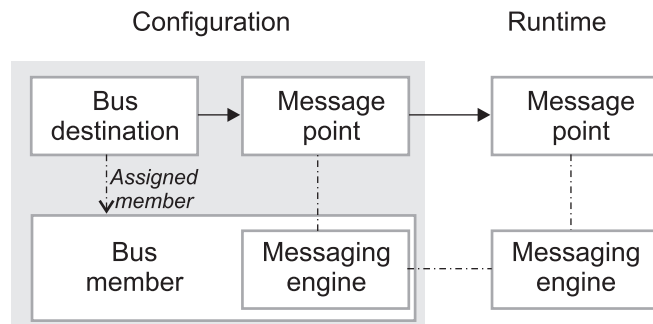 Configuration
Runtime
Bus
destination
Message
point
Message
point
Assigned
member
Bus
member
Messaging
engine
Messaging
engine